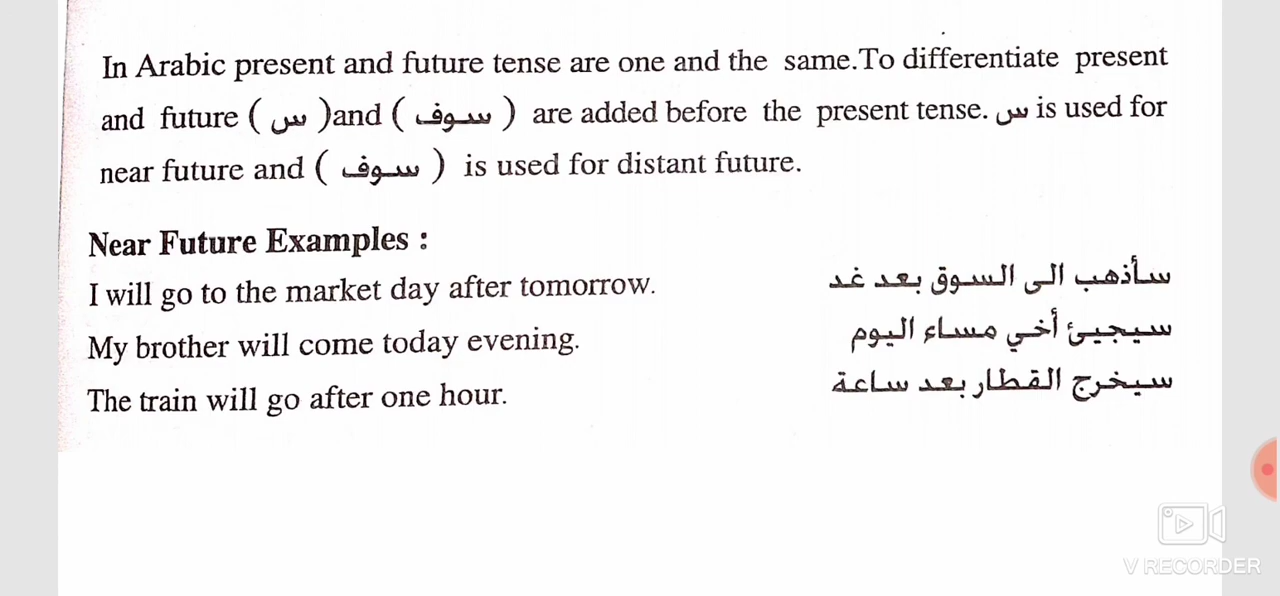 In Arabic present and future tense are one and the same.To differentiate present
and future ( س )and ( سوف ) are added before the present tense. س is used for
near future and ( سوف ) is used for distant future.
Near Future Examples :
I will go to the market day after tomorrow. سأذهب الى السوق بعد غد
My brother will come today evening. سيجيئ أخي مساء اليوم
The train will go after one hour. سيخرج القطار بعد ساعة
V RECORDER